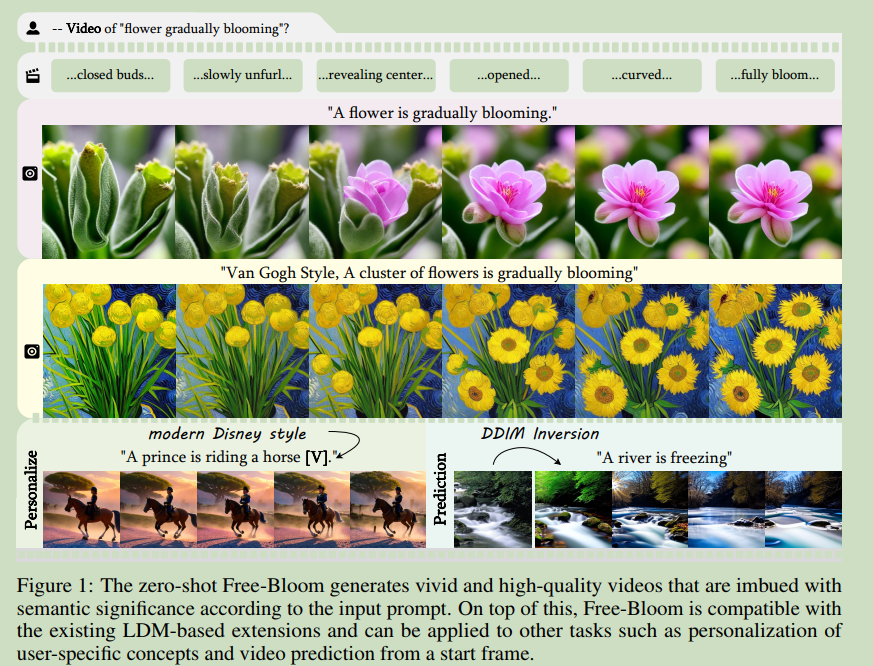 -- Video of "flower gradually blooming"?
...closed buds...
...slowly unfurl...
...revealing center...
...opened...
...curved...
...fully bloom...
"A flower is gradually blooming."
"Van Gogh Style, A cluster of flowers is gradually blooming"
Personalize
modern Disney style
"A prince is riding a horse [V]."
Prediction
DDIM Inversion
"A river is freezing"
Figure 1: The zero-shot Free-Bloom generates vivid and high-quality videos that are imbued with
semantic significance according to the input prompt. On top of this, Free-Bloom is compatible with
the existing LDM-based extensions and can be applied to other tasks such as personalization of
user-specific concepts and video prediction from a start frame.